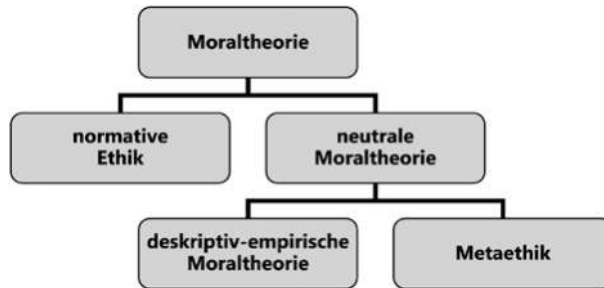 Moraltheorie
normative
Ethik
neutrale
Moraltheorie
deskriptiv-empirische
Moraltheorie
Metaethik